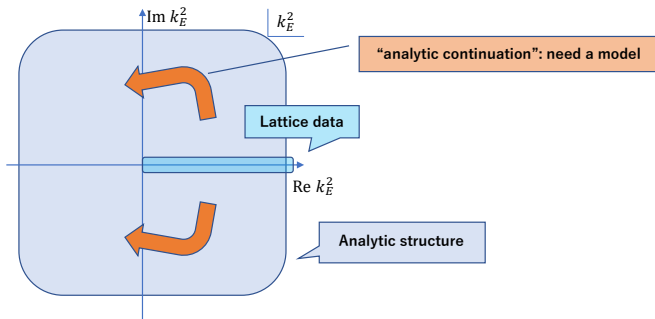 Im k_E^2
k_E^2
“analytic continuation”: need a model
Lattice data
Re k_E^2
Analytic structure